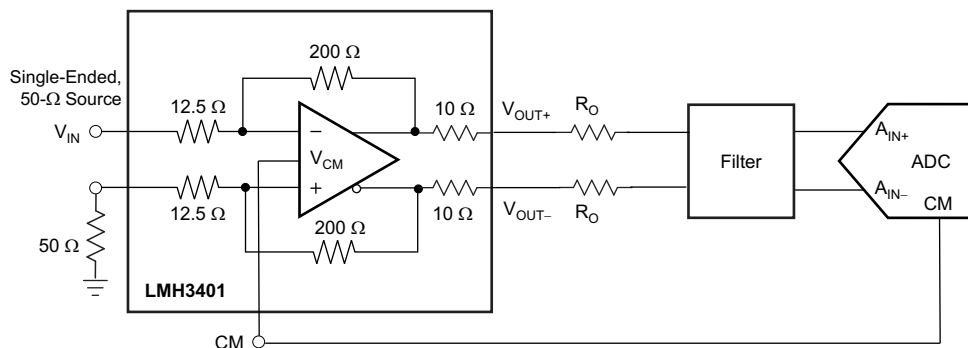 Single-Ended,
50-Ω Source
V_IN
12.5 Ω
200 Ω
10 Ω
V_OUT+
R_O
−
V_CM
+
12.5 Ω
200 Ω
10 Ω
V_OUT−
R_O
50 Ω
Filter
A_IN+
ADC
A_IN−
CM
LMH3401
CM